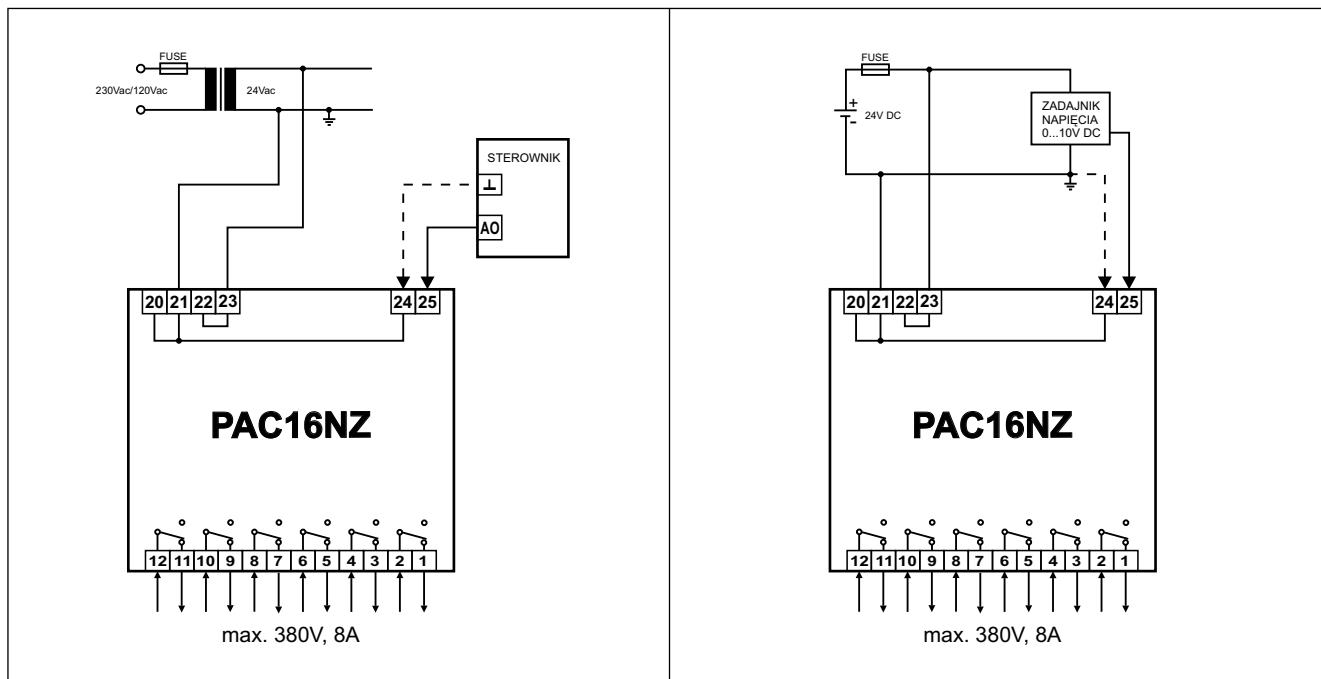 FUSE
230Vac/120Vac
24Vac
STEROWNIK
⊥
AO
20 21 22 23 24 25
PAC16NZ
12 11 10 9 8 7 6 5 4 3 2 1
max. 380V, 8A
FUSE
+
-
24V DC
ZADAJNIK
NAPIĘCIA
0...10V DC
20 21 22 23 24 25
PAC16NZ
12 11 10 9 8 7 6 5 4 3 2 1
max. 380V, 8A